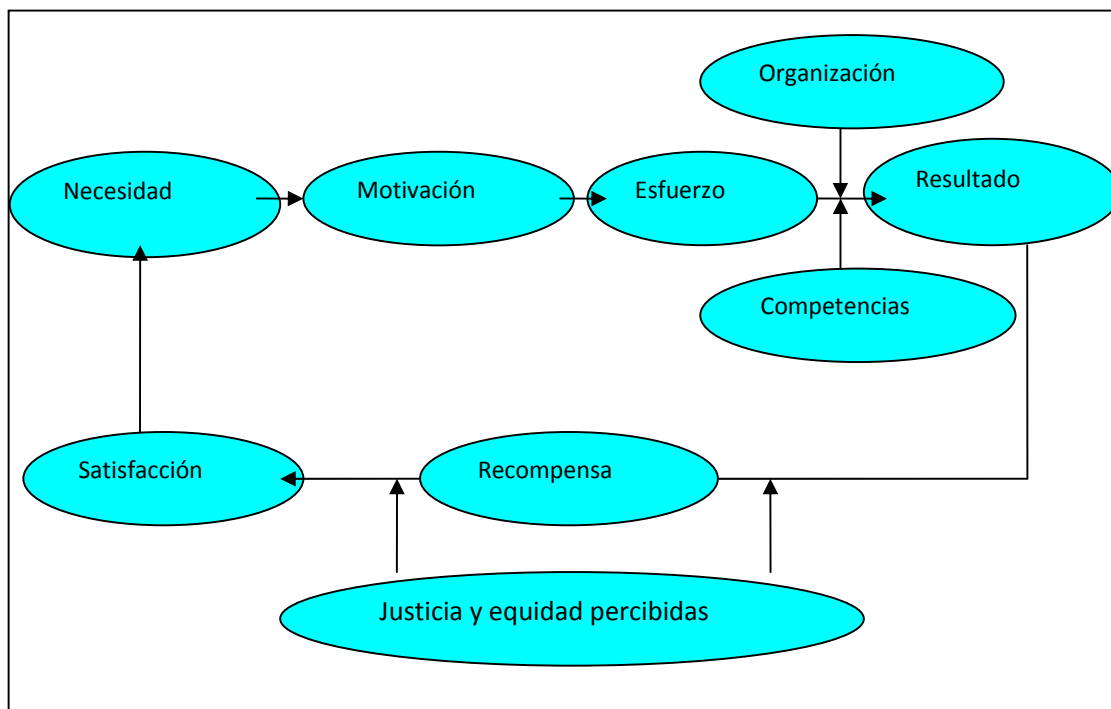 Organización
Necesidad
Motivación
Esfuerzo
Resultado
Competencias
Satisfacción
Recompensa
Justicia y equidad percibidas